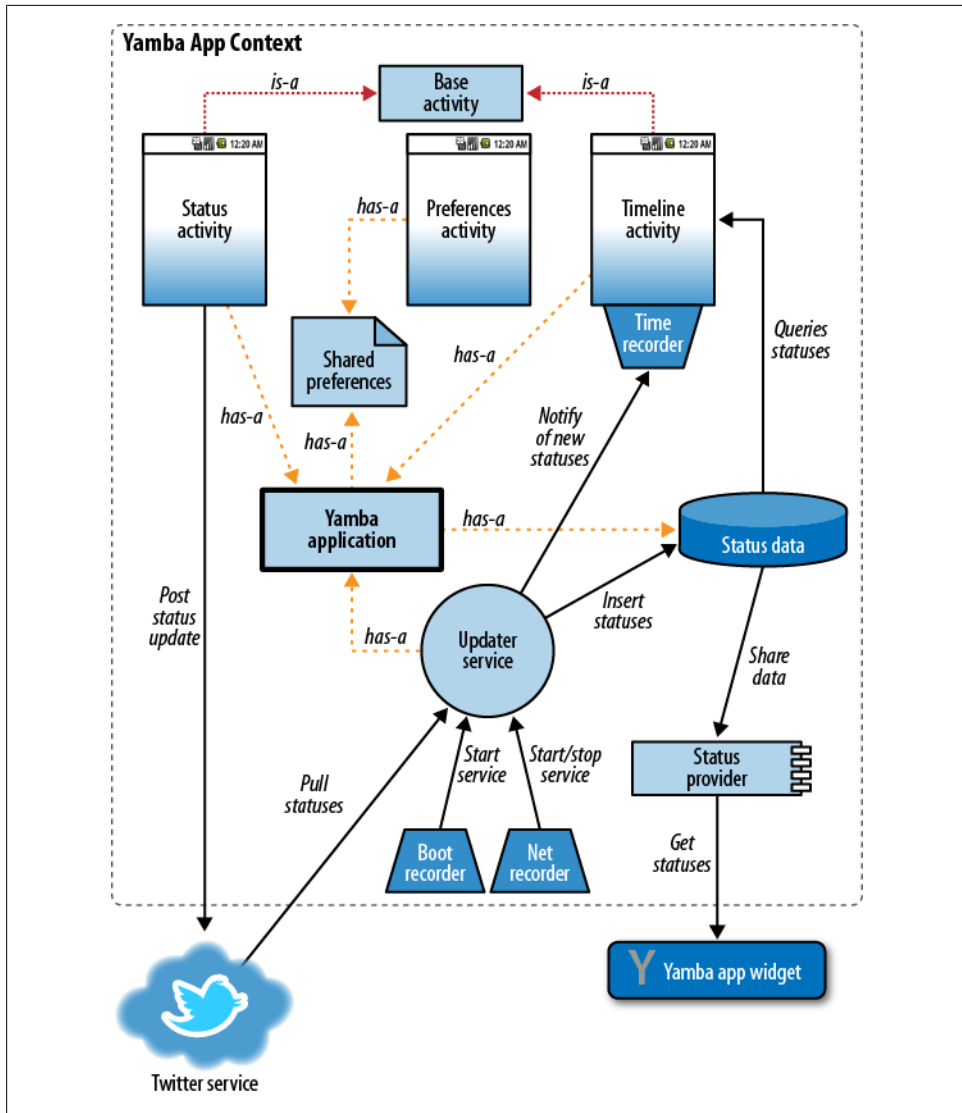 Yamba App Context
is-a
Base
activity
is-a
12:20 AM
12:20 AM
12:20 AM
Status
activity
has-a
Preferences
activity
Timeline
activity
Time
recorder
Queries
statuses
Shared
preferences
has-a
has-a
has-a
Notify
of new
statuses
Yamba
application
has-a
Status data
Post
status
update
has-a
Updater
service
Insert
statuses
Share
data
Pull
statuses
Start
service
Start/stop
service
Status
provider
Boot
recorder
Net
recorder
Get
statuses
Y Yamba app widget
Twitter service